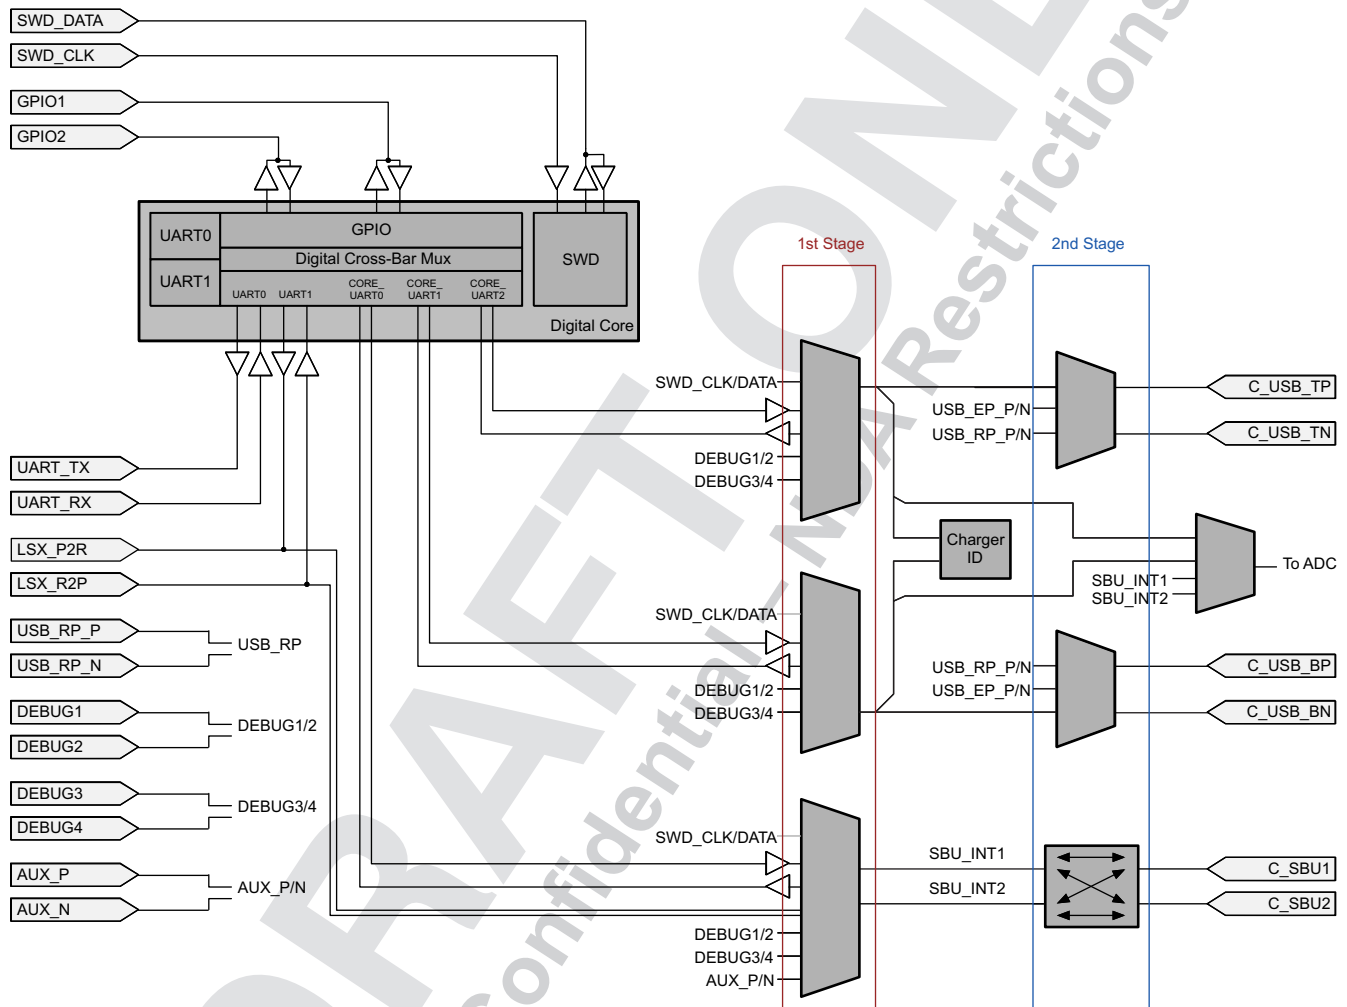 SWD_DATA
SWD_CLK
GPIO1
GPIO2
UART0
GPIO
Digital Cross-Bar Mux
SWD
UART1
UART0
UART1
CORE_
UART0
CORE_
UART1
CORE_
UART2
Digital Core
UART_TX
UART_RX
LSX_P2R
LSX_R2P
USB_RP_P
USB_RP_N
USB_RP
DEBUG1
DEBUG2
DEBUG1/2
DEBUG3
DEBUG4
DEBUG3/4
AUX_P
AUX_N
AUX_P/N
1st Stage
2nd Stage
SWD_CLK/DATA
DEBUG1/2
DEBUG3/4
USB_EP_P/N
USB_RP_P/N
C_USB_TP
C_USB_TN
Charger
ID
SBU_INT1
SBU_INT2
To ADC
SWD_CLK/DATA
DEBUG1/2
DEBUG3/4
USB_RP_P/N
USB_EP_P/N
C_USB_BP
C_USB_BN
SWD_CLK/DATA
DEBUG1/2
DEBUG3/4
AUX_P/N
SBU_INT1
SBU_INT2
C_SBU1
C_SBU2
DRAFT ONL
Confidential – NDA Restrictions